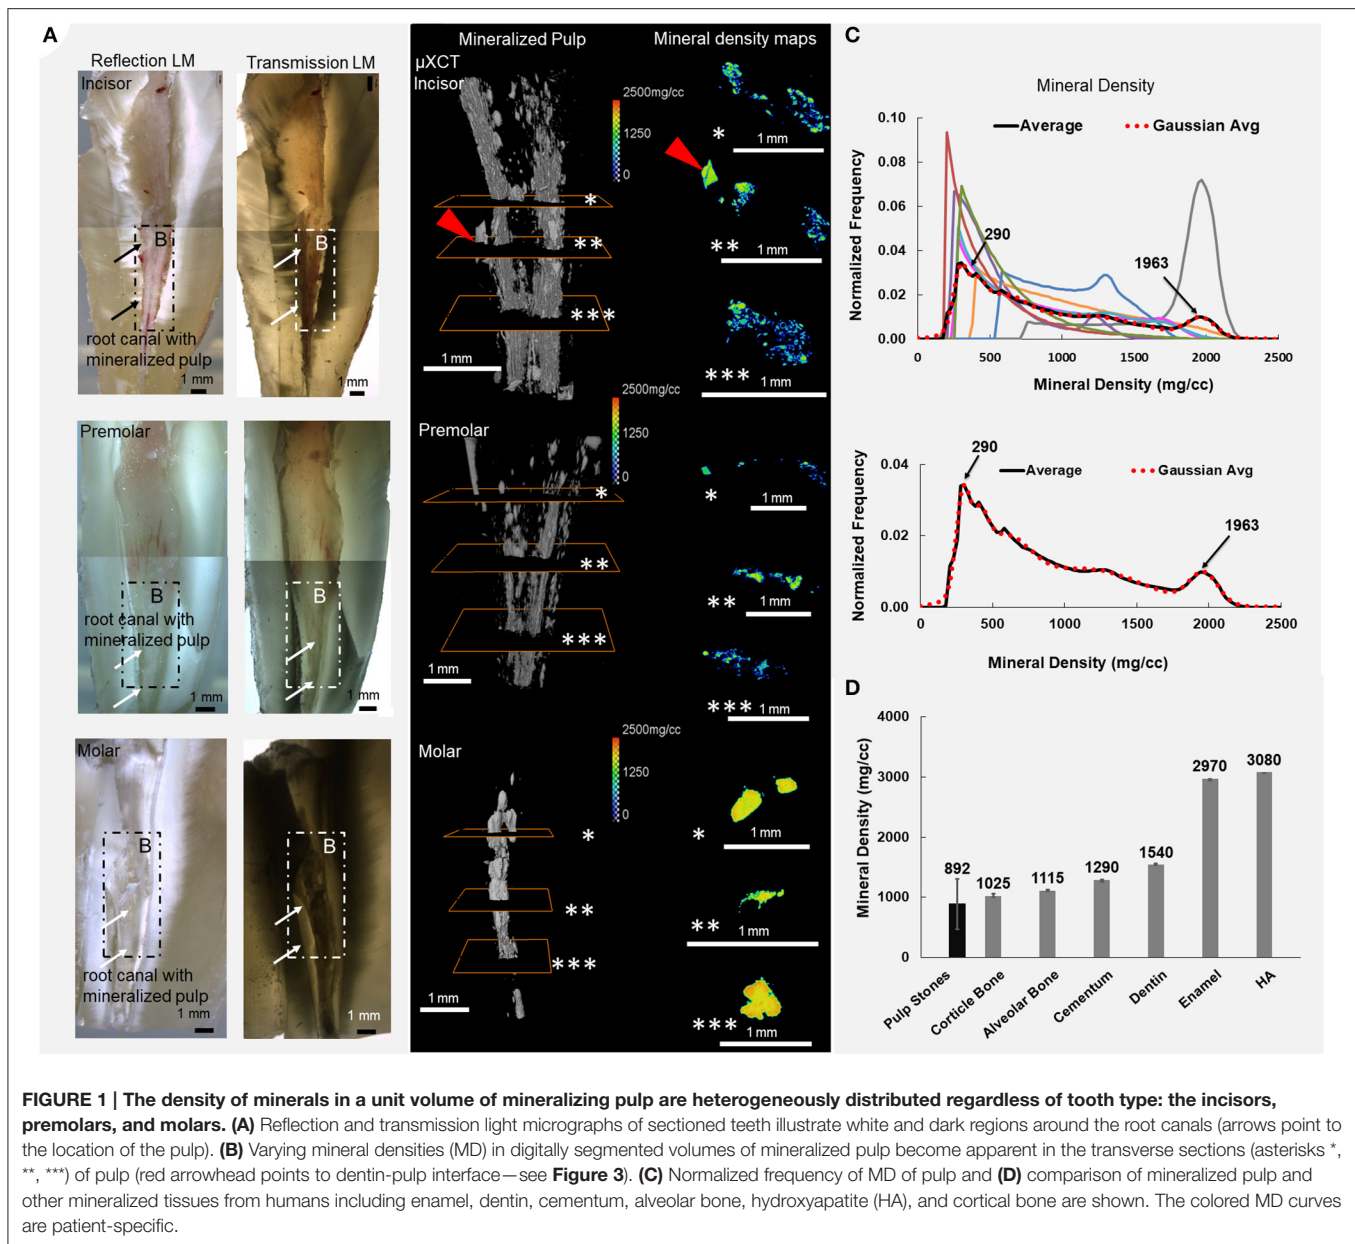 A
Reflection LM
Transmission LM
Incisor
B
B
root canal with
mineralized pulp
1 mm
1 mm
Premolar
B
B
root canal with
mineralized pulp
1 mm
1 mm
Molar
B
B
root canal with
mineralized pulp
1 mm
1 mm
Mineralized Pulp
Mineral density maps
µXCT
Incisor
2500mg/cc
1250
0
*
**
***
1 mm
*
1 mm
**
1 mm
***
1 mm
Premolar
2500mg/cc
1250
0
*
**
***
1 mm
*
1 mm
**
1 mm
***
1 mm
Molar
2500mg/cc
1250
0
*
**
***
1 mm
*
1 mm
**
1 mm
***
1 mm
C
Mineral Density
Normalized Frequency
0.10
0.08
0.06
0.04
0.02
0.00
Average
Gaussian Avg
290
1963
0 500 1000 1500 2000 2500
Mineral Density (mg/cc)
Normalized Frequency
0.04
0.02
0.00
290
Average
Gaussian Avg
1963
0 500 1000 1500 2000 2500
Mineral Density (mg/cc)
D
Mineral Density (mg/cc)
4000
3000
2000
1000
0
892
1025
1115
1290
1540
2970
3080
Pulp Stones
Corticle Bone
Alveolar Bone
Cementum
Dentin
Enamel
HA
FIGURE 1 | The density of minerals in a unit volume of mineralizing pulp are heterogeneously distributed regardless of tooth type: the incisors,
premolars, and molars. (A) Reflection and transmission light micrographs of sectioned teeth illustrate white and dark regions around the root canals (arrows point to
the location of the pulp). (B) Varying mineral densities (MD) in digitally segmented volumes of mineralized pulp become apparent in the transverse sections (asterisks *,
**, ***) of pulp (red arrowhead points to dentin-pulp interface—see Figure 3). (C) Normalized frequency of MD of pulp and (D) comparison of mineralized pulp and
other mineralized tissues from humans including enamel, dentin, cementum, alveolar bone, hydroxyapatite (HA), and cortical bone are shown. The colored MD curves
are patient-specific.